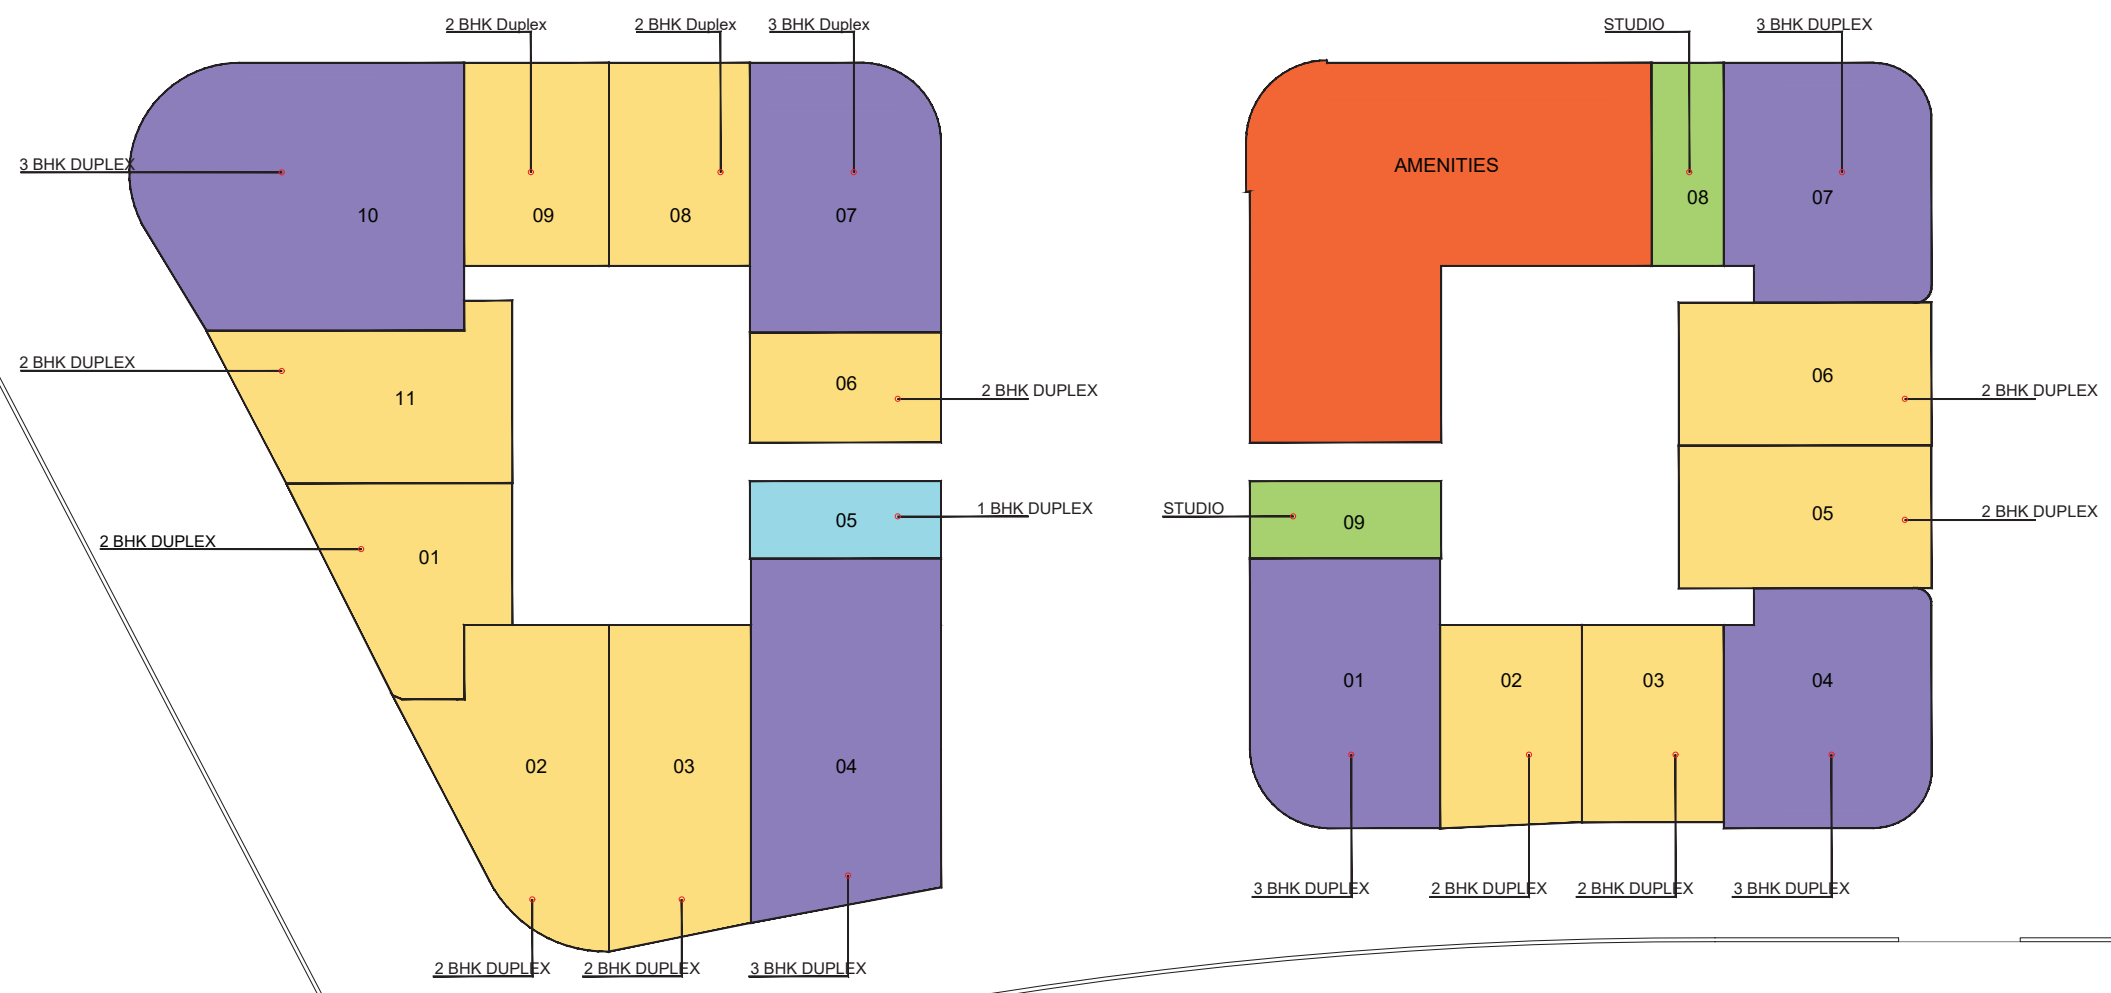 2 BHK Duplex
2 BHK Duplex
3 BHK Duplex
STUDIO
3 BHK DUPLEX
3 BHK DUPLEX
AMENITIES
10
09
08
07
08
07
2 BHK DUPLEX
11
06
2 BHK DUPLEX
06
2 BHK DUPLEX
2 BHK DUPLEX
01
05
1 BHK DUPLEX
STUDIO
09
05
2 BHK DUPLEX
02
03
04
01
02
03
04
3 BHK DUPLEX
2 BHK DUPLEX
2 BHK DUPLEX
3 BHK DUPLEX
2 BHK DUPLEX
2 BHK DUPLEX
3 BHK DUPLEX